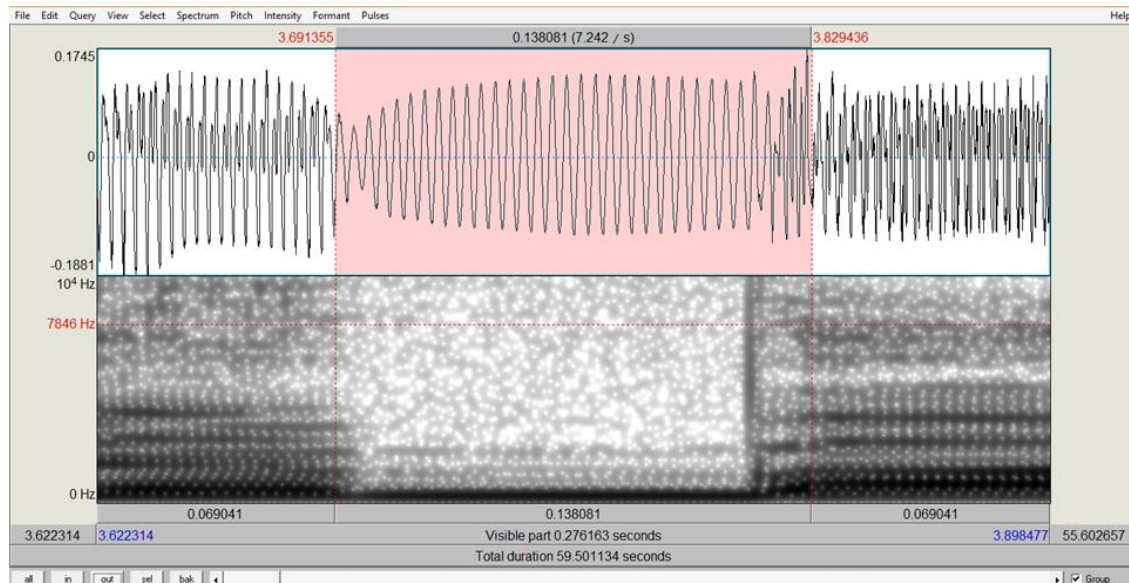 File Edit Query View Select Spectrum Pitch Intensity Formant Pulses Help
3.691355 0.138081 (7.242 / s) 3.829436
0.1745
0
-0.1881
10⁴ Hz
7846 Hz
0 Hz
0.069041 0.138081 0.069041
3.622314 3.622314 Visible part 0.276163 seconds 3.898477 55.602657
Total duration 59.501134 seconds
all in out sel bak Group